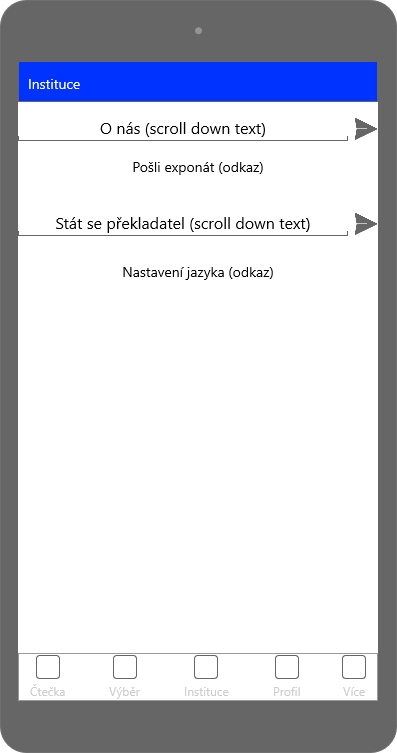 Instituce
O nás (scroll down text)
Pošli exponát (odkaz)
Stát se překladatel (scroll down text)
Nastavení jazyka (odkaz)
Čtečka Výběr Instituce Profil Více